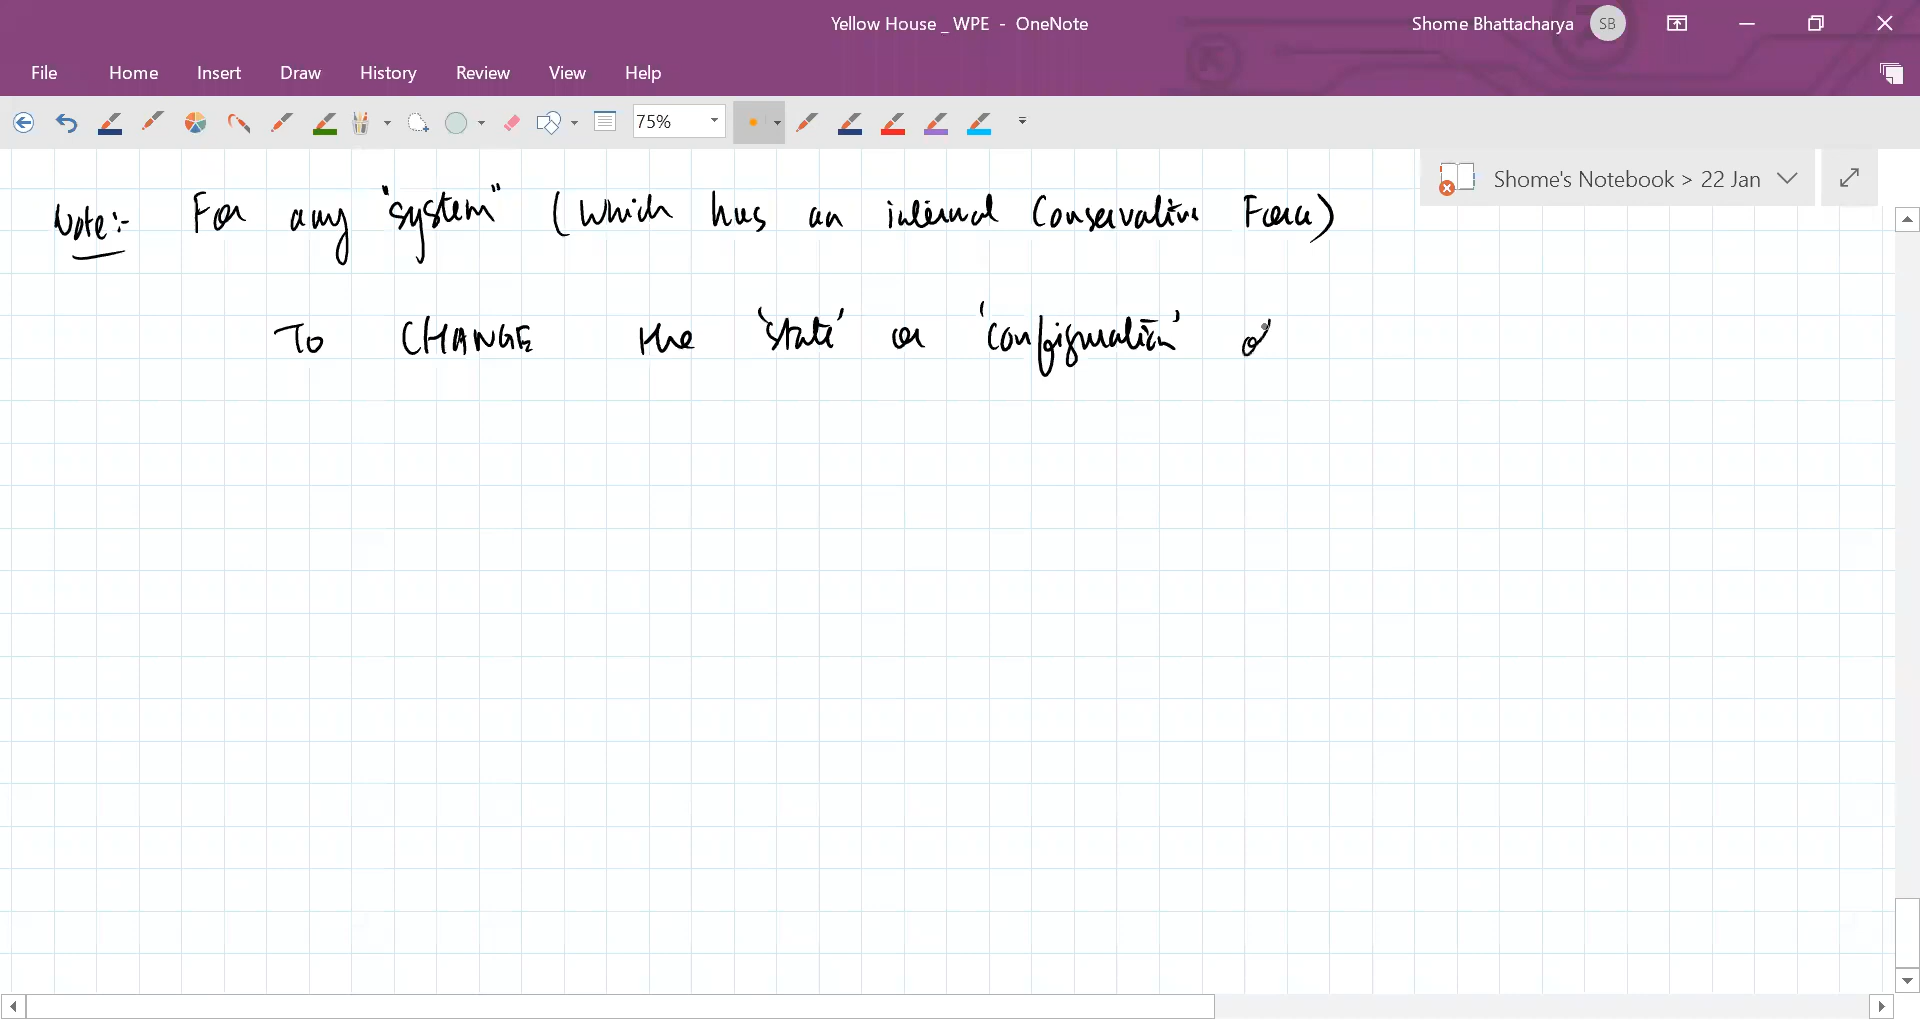 Yellow House _ WPE - OneNote
Shome Bhattacharya SB
File Home Insert Draw History Review View Help
75%
Shome's Notebook > 22 Jan
Note:- For any "system" (which has an internal Conservative Force)
To CHANGE the 'state' or 'configuration' o